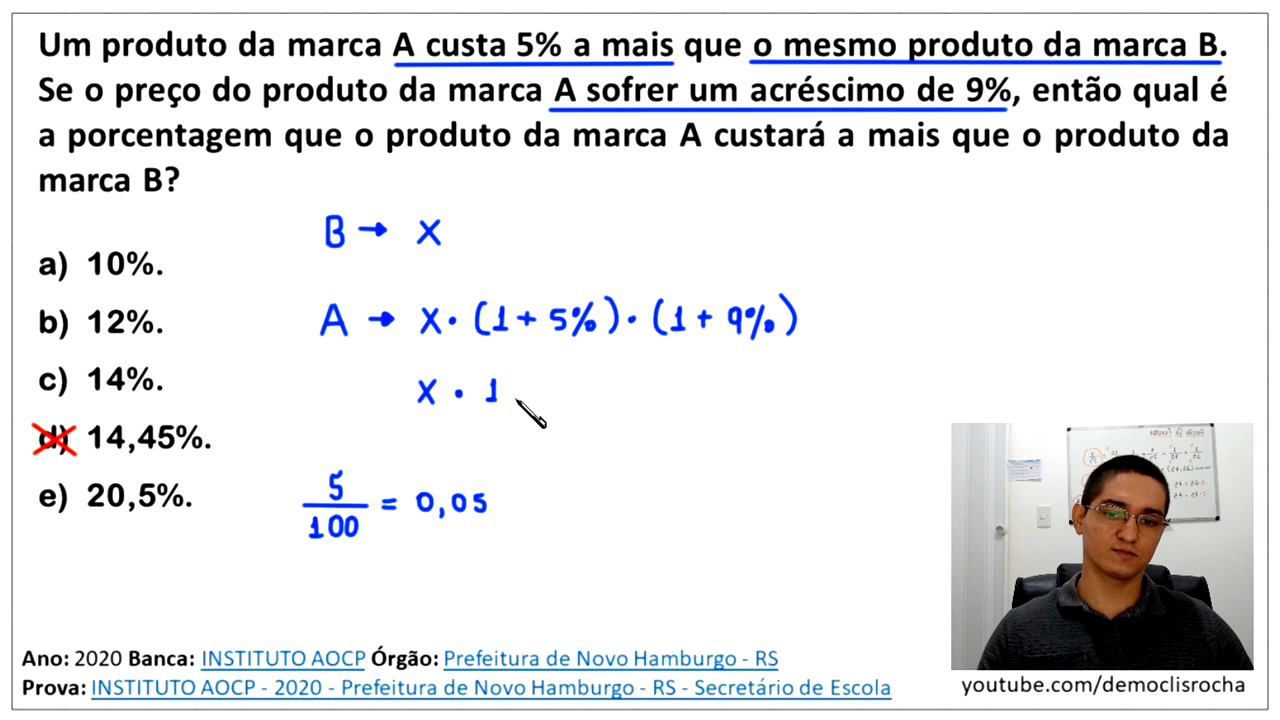 Um produto da marca A custa 5% a mais que o mesmo produto da marca B.
Se o preço do produto da marca A sofrer um acréscimo de 9%, então qual é
a porcentagem que o produto da marca A custará a mais que o produto da
marca B?
B → X
a) 10%.
A → X · (1 + 5%) · (1 + 9%)
b) 12%.
c) 14%.
X · 1
d) 14,45%.
e) 20,5%.
5/100 = 0,05
Ano: 2020 Banca: INSTITUTO AOCP Órgão: Prefeitura de Novo Hamburgo - RS
Prova: INSTITUTO AOCP - 2020 - Prefeitura de Novo Hamburgo - RS - Secretário de Escola
youtube.com/democlisrocha